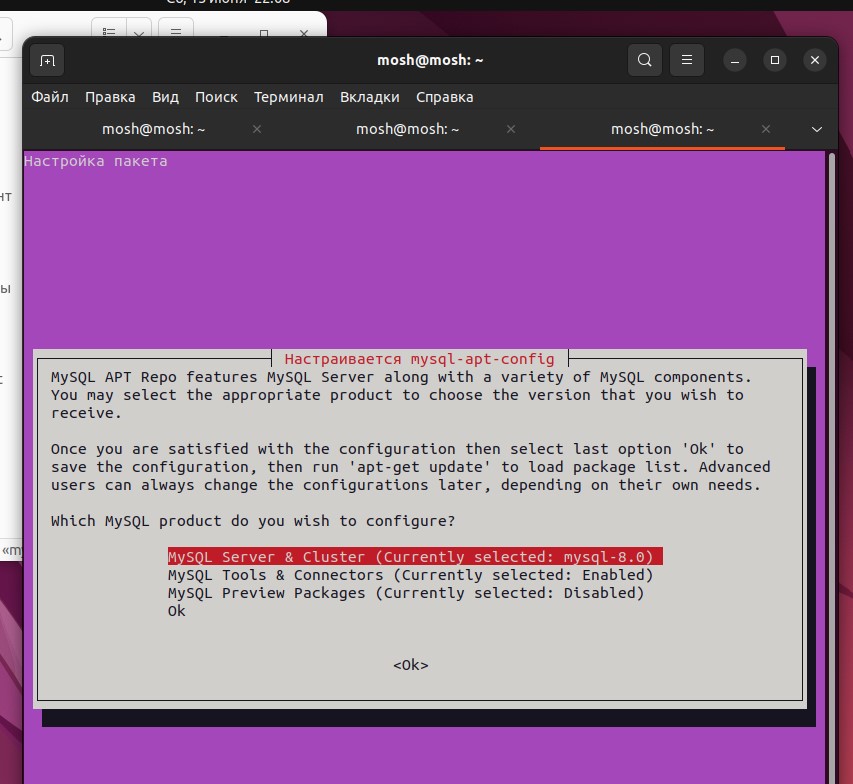 mosh@mosh: ~
Файл Правка Вид Поиск Терминал Вкладки Справка
mosh@mosh: ~ mosh@mosh: ~ mosh@mosh: ~
Настройка пакета
Настраивается mysql-apt-config
MySQL APT Repo features MySQL Server along with a variety of MySQL components.
You may select the appropriate product to choose the version that you wish to
receive.
Once you are satisfied with the configuration then select last option 'Ok' to
save the configuration, then run 'apt-get update' to load package list. Advanced
users can always change the configurations later, depending on their own needs.
Which MySQL product do you wish to configure?
MySQL Server & Cluster (Currently selected: mysql-8.0)
MySQL Tools & Connectors (Currently selected: Enabled)
MySQL Preview Packages (Currently selected: Disabled)
Ok
<Ok>